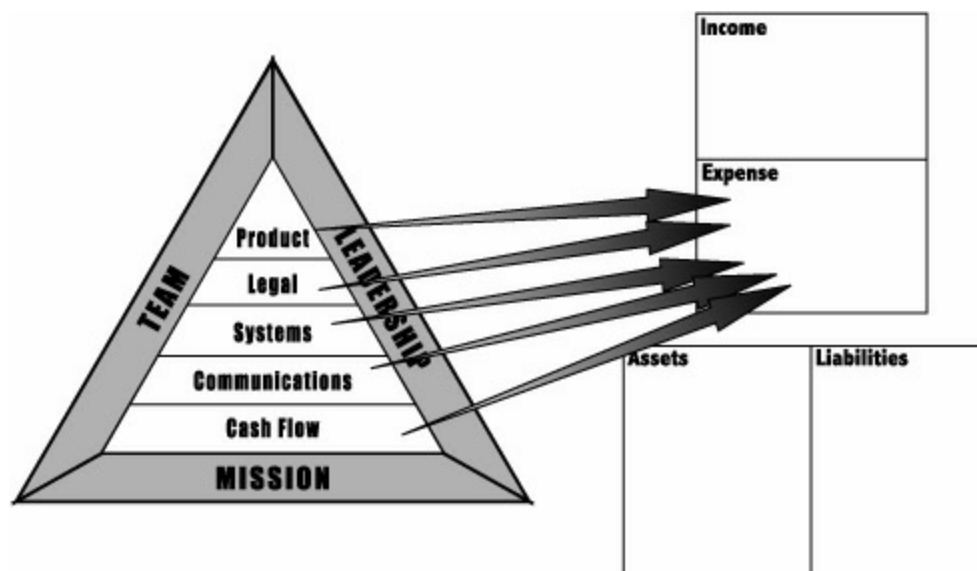 Income
Expense
Product
Legal
Systems
Communications
Cash Flow
TEAM
LEADERSHIP
MISSION
Assets
Liabilities